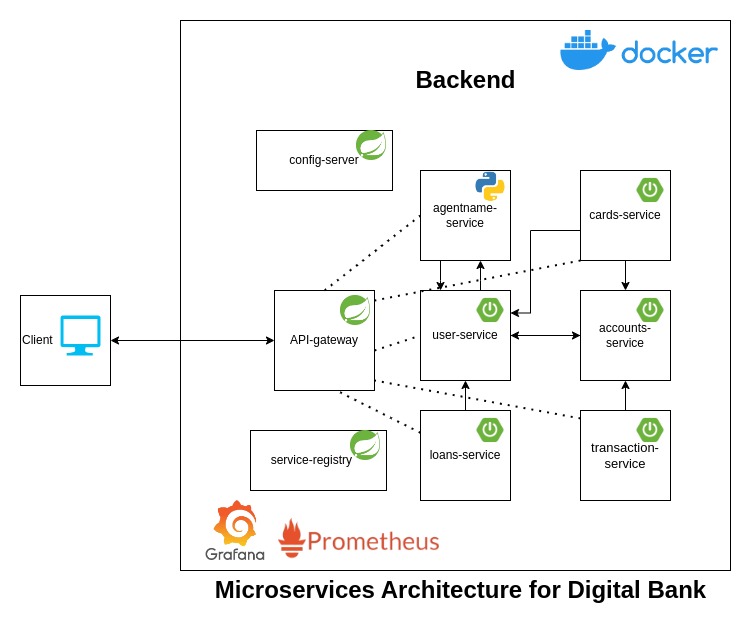 docker
Backend
config-server
agentname-
service
cards-service
Client
API-gateway
user-service
accounts-
service
service-registry
loans-service
transaction-
service
Grafana
Prometheus
Microservices Architecture for Digital Bank